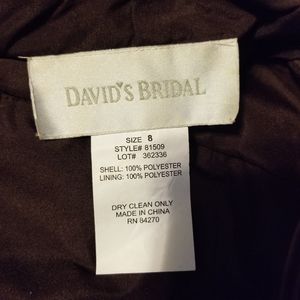 DAVID'S BRIDAL
SIZE 8
STYLE# 81509
LOT# 362336
SHELL: 100% POLYESTER
LINING: 100% POLYESTER
DRY CLEAN ONLY
MADE IN CHINA
RN 84270